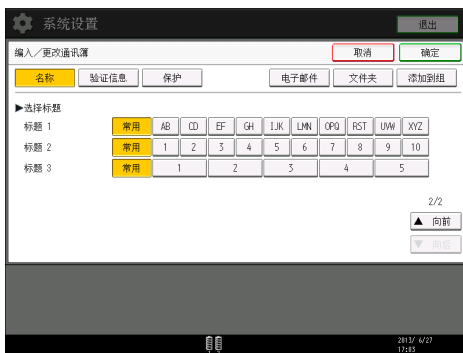 系统设置 退出
编入／更改通讯簿 取消 确定
名称 验证信息 保护 电子邮件 文件夹 添加到组
▶选择标题
标题 1 常用 AB CD EF GH IJK LMN OPQ RST UVW XYZ
标题 2 常用 1 2 3 4 5 6 7 8 9 10
标题 3 常用 1 2 3 4 5
2/2
▲ 向前
▼ 向后
2013/ 6/27
17:03